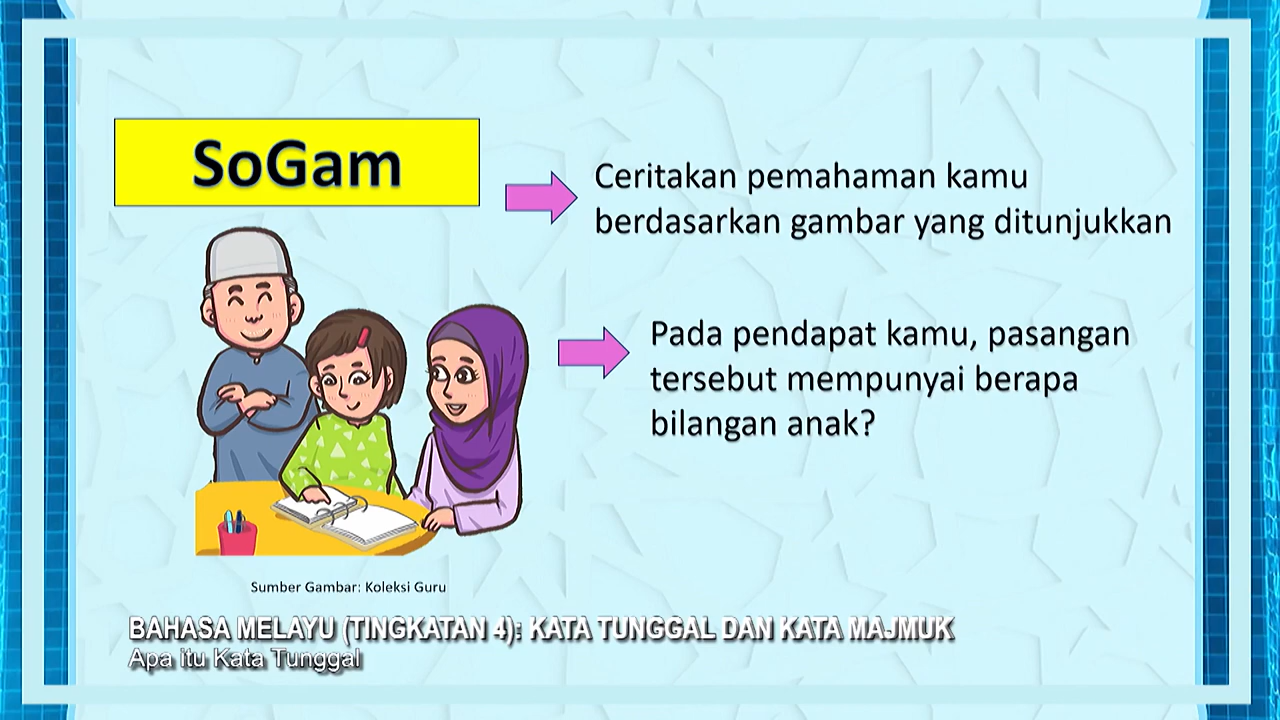 SoGam
Ceritakan pemahaman kamu
berdasarkan gambar yang ditunjukkan
Pada pendapat kamu, pasangan
tersebut mempunyai berapa
bilangan anak?
Sumber Gambar: Koleksi Guru
BAHASA MELAYU (TINGKATAN 4): KATA TUNGGAL DAN KATA MAJMUK
Apa itu Kata Tunggal